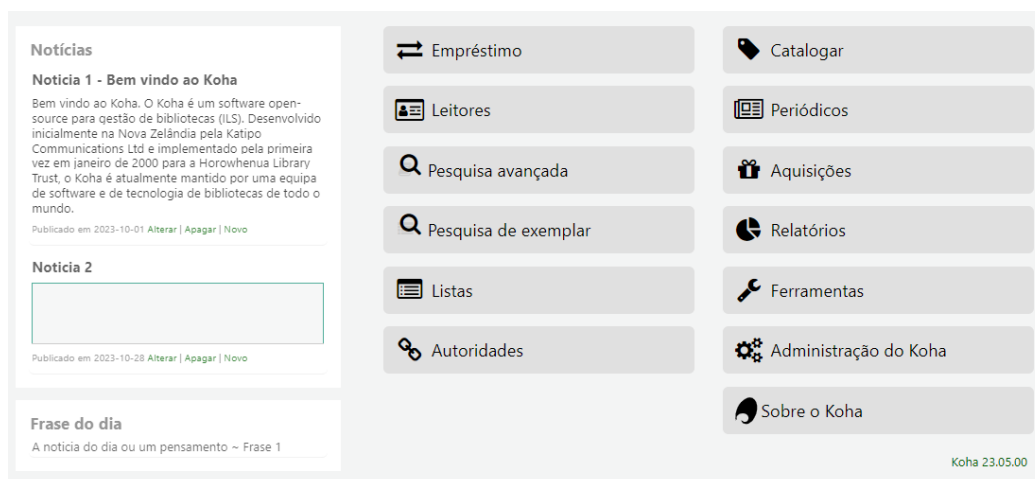 Notícias
Noticia 1 - Bem vindo ao Koha
Bem vindo ao Koha. O Koha é um software open-
source para gestão de bibliotecas (ILS). Desenvolvido
inicialmente na Nova Zelândia pela Katipo
Communications Ltd e implementado pela primeira
vez em janeiro de 2000 para a Horowhenua Library
Trust, o Koha é atualmente mantido por uma equipa
de software e de tecnologia de bibliotecas de todo o
mundo.
Publicado em 2023-10-01 Alterar | Apagar | Novo
Noticia 2
Publicado em 2023-10-28 Alterar | Apagar | Novo
Frase do dia
A noticia do dia ou um pensamento ~ Frase 1
Empréstimo
Leitores
Pesquisa avançada
Pesquisa de exemplar
Listas
Autoridades
Catalogar
Periódicos
Aquisições
Relatórios
Ferramentas
Administração do Koha
Sobre o Koha
Koha 23.05.00